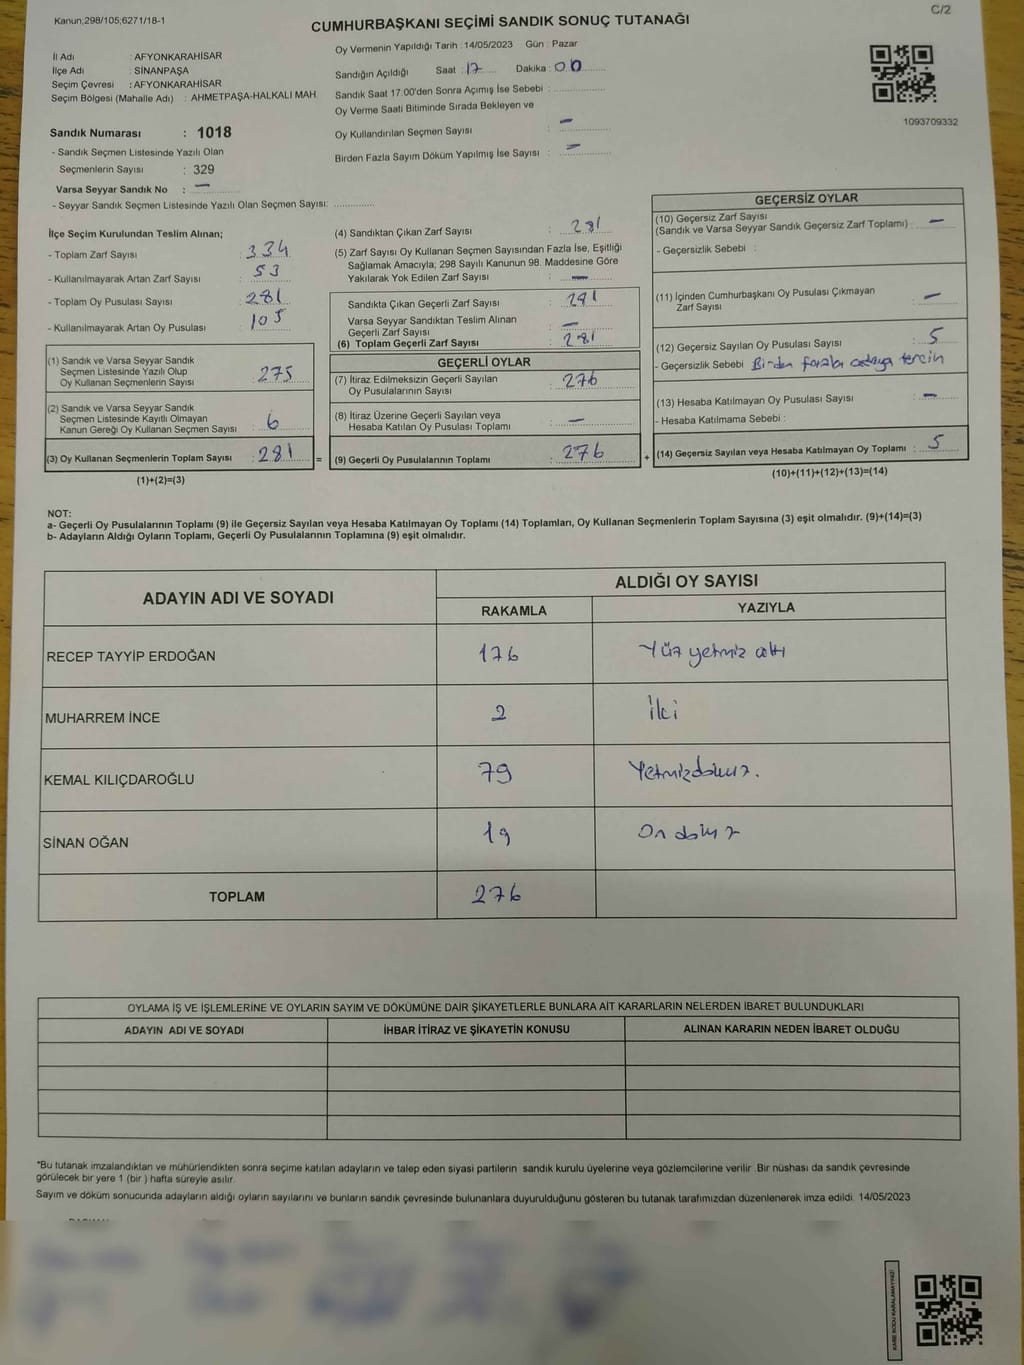 Kanun;298/105;6271/18-1
C/2
CUMHURBAŞKANI SEÇİMİ SANDIK SONUÇ TUTANAĞI
İl Adı : AFYONKARAHİSAR
İlçe Adı : SİNANPAŞA
Seçim Çevresi : AFYONKARAHİSAR
Seçim Bölgesi (Mahalle Adı) : AHMETPAŞA-HALKALI MAH.
Sandık Numarası : 1018
- Sandık Seçmen Listesinde Yazılı Olan
Seçmenlerin Sayısı : 329
Varsa Seyyar Sandık No : —
- Seyyar Sandık Seçmen Listesinde Yazılı Olan Seçmen Sayısı: ..............
Oy Vermenin Yapıldığı Tarih : 14/05/2023 Gün : Pazar
Sandığın Açıldığı Saat : 17 Dakika : 00
Sandık Saat 17:00'den Sonra Açımış İse Sebebi : ................
Oy Verme Saati Bitiminde Sırada Bekleyen ve
Oy Kullandırılan Seçmen Sayısı : —
Birden Fazla Sayım Döküm Yapılmış İse Sayısı : —
1093709332
İlçe Seçim Kurulundan Teslim Alınan;
- Toplam Zarf Sayısı : 334
- Kullanılmayarak Artan Zarf Sayısı : 53
- Toplam Oy Pusulası Sayısı : 281
- Kullanılmayarak Artan Oy Pusulası : 105
(1) Sandık ve Varsa Seyyar Sandık
Seçmen Listesinde Yazılı Olup
Oy Kullanan Seçmenlerin Sayısı : 275
(2) Sandık ve Varsa Seyyar Sandık
Seçmen Listesinde Kayıtlı Olmayan
Kanun Gereği Oy Kullanan Seçmen Sayısı : 6
(3) Oy Kullanan Seçmenlerin Toplam Sayısı : 281
(1)+(2)=(3)
(4) Sandıktan Çıkan Zarf Sayısı : 281
(5) Zarf Sayısı Oy Kullanan Seçmen Sayısından Fazla İse, Eşitliği
Sağlamak Amacıyla; 298 Sayılı Kanunun 98. Maddesine Göre
Yakılarak Yok Edilen Zarf Sayısı : —
Sandıkta Çıkan Geçerli Zarf Sayısı : 281
Varsa Seyyar Sandıktan Teslim Alınan
Geçerli Zarf Sayısı : —
(6) Toplam Geçerli Zarf Sayısı : 281
GEÇERLİ OYLAR
(7) İtiraz Edilmeksizin Geçerli Sayılan
Oy Pusulalarının Sayısı : 276
(8) İtiraz Üzerine Geçerli Sayılan veya
Hesaba Katılan Oy Pusulası Toplamı : —
= (9) Geçerli Oy Pusulalarının Toplamı : 276
GEÇERSİZ OYLAR
(10) Geçersiz Zarf Sayısı
(Sandık ve Varsa Seyyar Sandık Geçersiz Zarf Toplamı) : —
- Geçersizlik Sebebi :
(11) İçinden Cumhurbaşkanı Oy Pusulası Çıkmayan
Zarf Sayısı : —
(12) Geçersiz Sayılan Oy Pusulası Sayısı : 5
- Geçersizlik Sebebi Birden fazla adaya tercih
(13) Hesaba Katılmayan Oy Pusulası Sayısı : —
- Hesaba Katılmama Sebebi :
+ (14) Geçersiz Sayılan veya Hesaba Katılmayan Oy Toplamı : 5
(10)+(11)+(12)+(13)=(14)
NOT:
a- Geçerli Oy Pusulalarının Toplamı (9) ile Geçersiz Sayılan veya Hesaba Katılmayan Oy Toplamı (14) Toplamları, Oy Kullanan Seçmenlerin Toplam Sayısına (3) eşit olmalıdır. (9)+(14)=(3)
b- Adayların Aldığı Oyların Toplamı, Geçerli Oy Pusulalarının Toplamına (9) eşit olmalıdır.
ADAYIN ADI VE SOYADI ALDIĞI OY SAYISI
RAKAMLA YAZIYLA
RECEP TAYYİP ERDOĞAN 176 Yüz yetmiz altı
MUHARREM İNCE 2 İki
KEMAL KILIÇDAROĞLU 79 Yetmizdokuz.
SİNAN OĞAN 19 On dokuz
TOPLAM 276
OYLAMA İŞ VE İŞLEMLERİNE VE OYLARIN SAYIM VE DÖKÜMÜNE DAİR ŞİKAYETLERLE BUNLARA AİT KARARLARIN NELERDEN İBARET BULUNDUKLARI
ADAYIN ADI VE SOYADI İHBAR İTİRAZ VE ŞİKAYETİN KONUSU ALINAN KARARIN NEDEN İBARET OLDUĞU
*Bu tutanak imzalandıktan ve mühürlendikten sonra seçime katılan adayların ve talep eden siyasi partilerin sandık kurulu üyelerine veya gözlemcilerine verilir .Bir nüshası da sandık çevresinde
görülecek bir yere 1 (bir ) hafta süreyle asılır.
Sayım ve döküm sonucunda adayların aldığı oyların sayılarını ve bunların sandık çevresinde bulunanlara duyurulduğunu gösteren bu tutanak tarafımızdan düzenlenerek imza edildi. 14/05/2023
KARE KODU KARALAMAYINIZ!